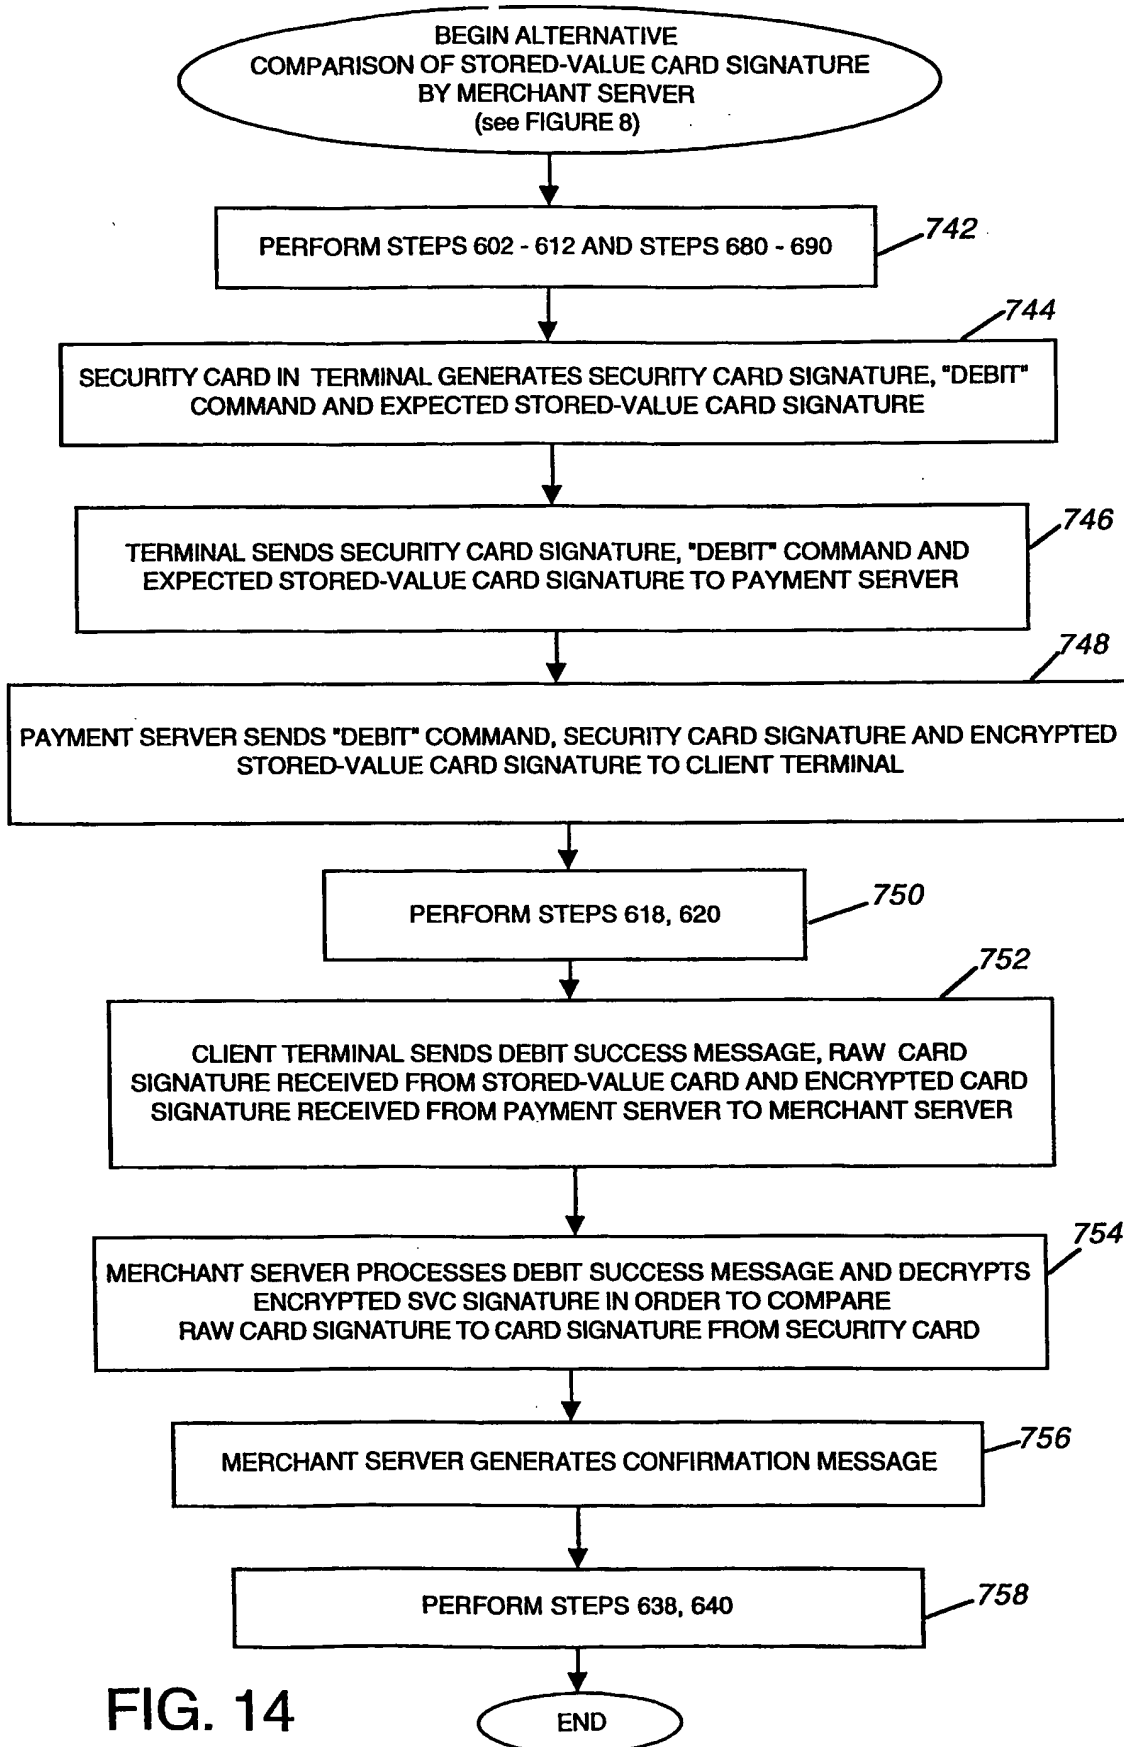 BEGIN ALTERNATIVE
COMPARISON OF STORED-VALUE CARD SIGNATURE
BY MERCHANT SERVER
(see FIGURE 8)
PERFORM STEPS 602 - 612 AND STEPS 680 - 690
742
744
SECURITY CARD IN TERMINAL GENERATES SECURITY CARD SIGNATURE, "DEBIT"
COMMAND AND EXPECTED STORED-VALUE CARD SIGNATURE
746
TERMINAL SENDS SECURITY CARD SIGNATURE, "DEBIT" COMMAND AND
EXPECTED STORED-VALUE CARD SIGNATURE TO PAYMENT SERVER
748
PAYMENT SERVER SENDS "DEBIT" COMMAND, SECURITY CARD SIGNATURE AND ENCRYPTED
STORED-VALUE CARD SIGNATURE TO CLIENT TERMINAL
750
PERFORM STEPS 618, 620
752
CLIENT TERMINAL SENDS DEBIT SUCCESS MESSAGE, RAW CARD
SIGNATURE RECEIVED FROM STORED-VALUE CARD AND ENCRYPTED CARD
SIGNATURE RECEIVED FROM PAYMENT SERVER TO MERCHANT SERVER
754
MERCHANT SERVER PROCESSES DEBIT SUCCESS MESSAGE AND DECRYPTS
ENCRYPTED SVC SIGNATURE IN ORDER TO COMPARE
RAW CARD SIGNATURE TO CARD SIGNATURE FROM SECURITY CARD
756
MERCHANT SERVER GENERATES CONFIRMATION MESSAGE
758
PERFORM STEPS 638, 640
END
FIG. 14